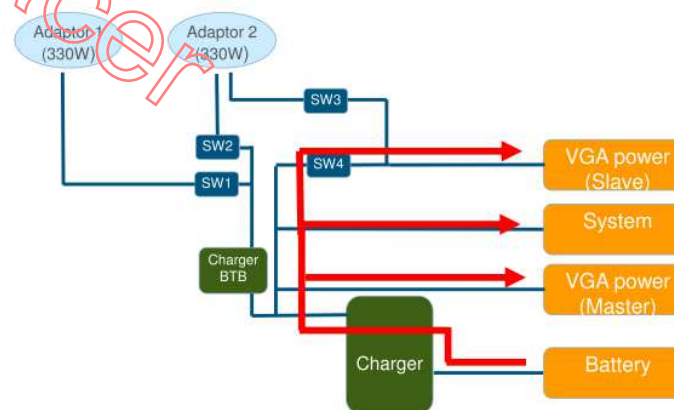 Adaptor 1
(330W)
Adaptor 2
(330W)
SW3
SW2
SW4
SW1
VGA power
(Slave)
System
Charger
BTB
VGA power
(Master)
Charger
Battery
cer